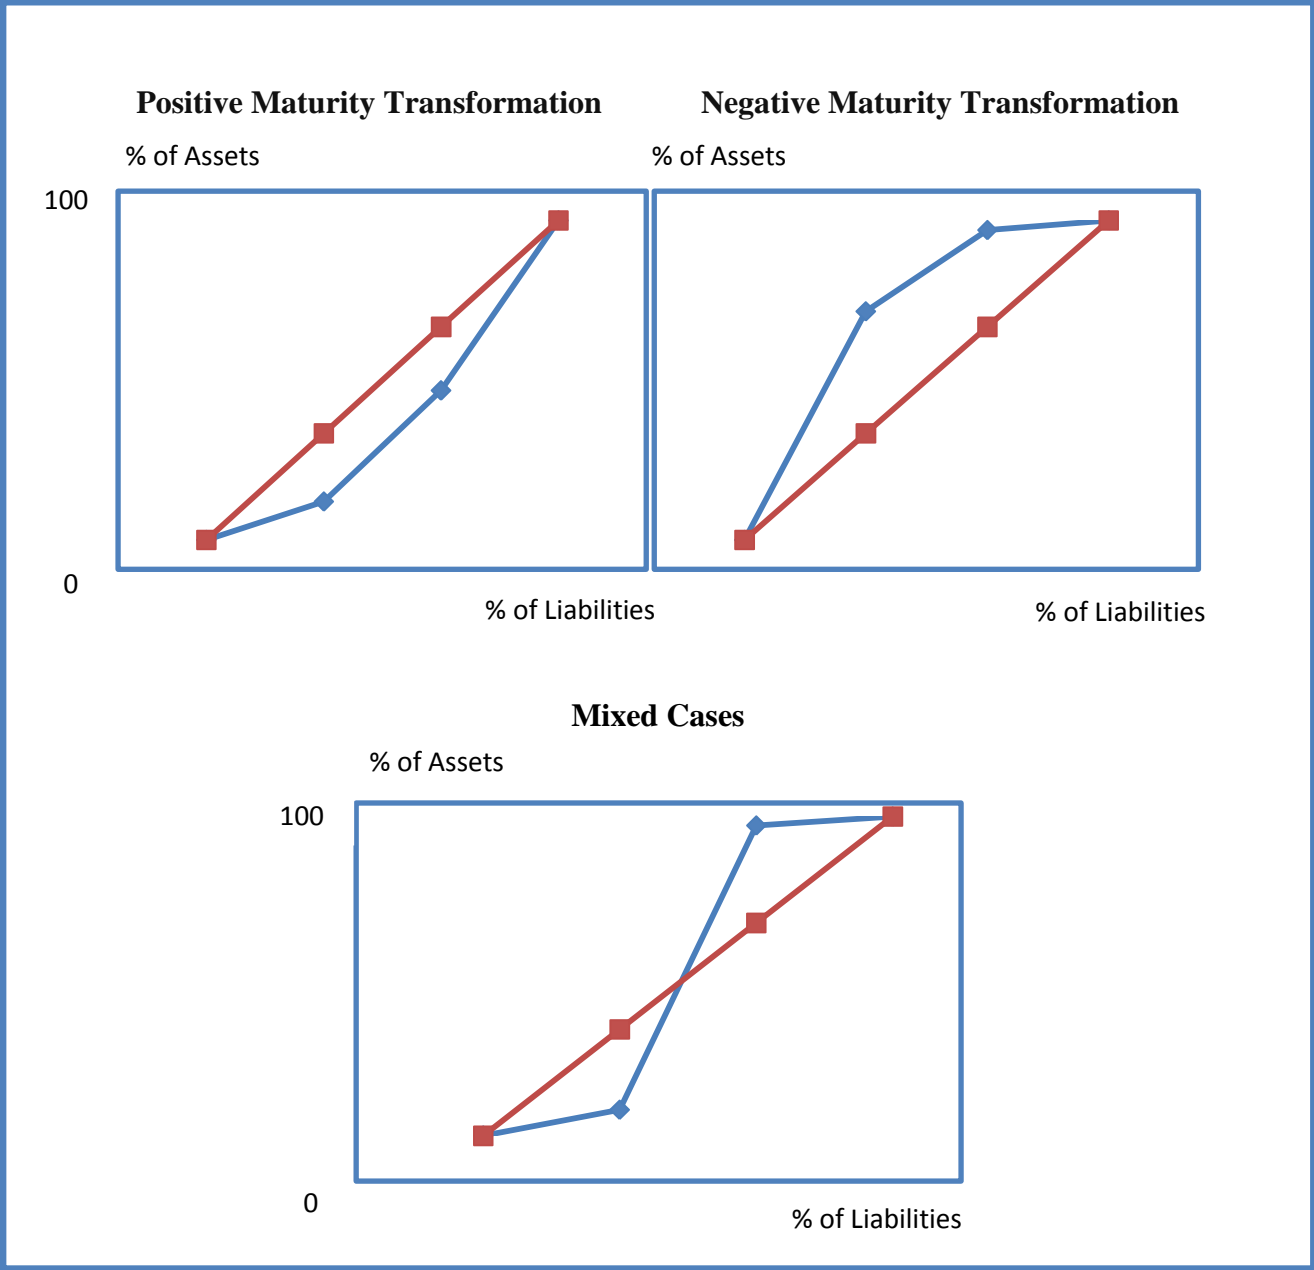 Positive Maturity Transformation
Negative Maturity Transformation
% of Assets
% of Assets
100
0
% of Liabilities
% of Liabilities
Mixed Cases
% of Assets
100
0
% of Liabilities